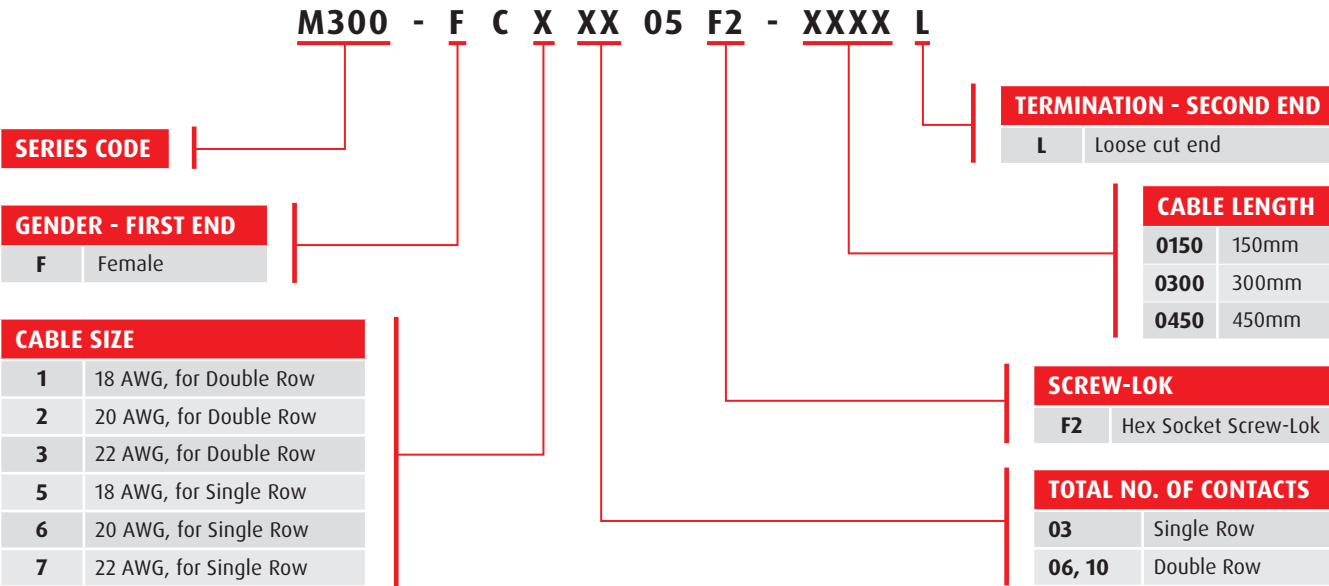 M300 - F C X XX 05 F2 - XXXX L
SERIES CODE
GENDER - FIRST END
F Female
CABLE SIZE
1 18 AWG, for Double Row
2 20 AWG, for Double Row
3 22 AWG, for Double Row
5 18 AWG, for Single Row
6 20 AWG, for Single Row
7 22 AWG, for Single Row
TERMINATION - SECOND END
L Loose cut end
CABLE LENGTH
0150 150mm
0300 300mm
0450 450mm
SCREW-LOK
F2 Hex Socket Screw-Lok
TOTAL NO. OF CONTACTS
03 Single Row
06, 10 Double Row